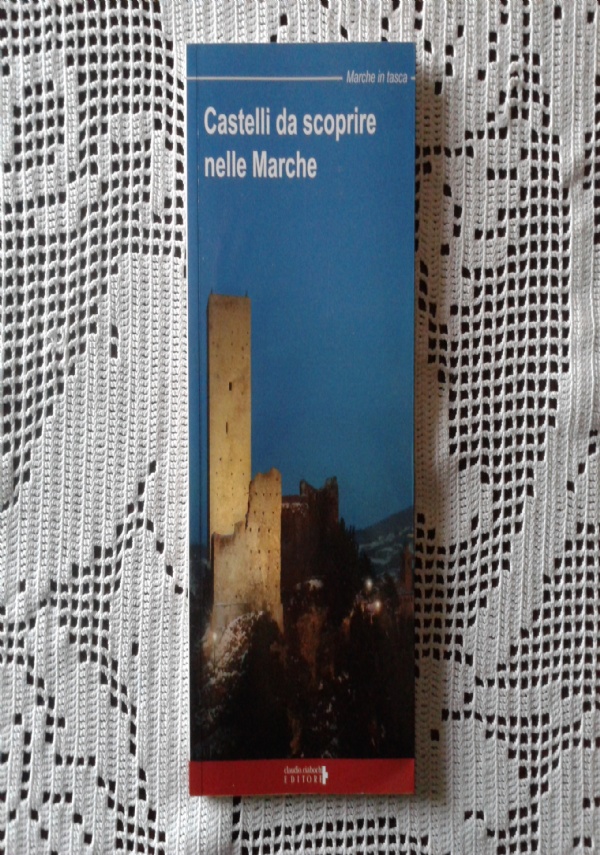 Marche in tasca
Castelli da scoprire
nelle Marche
claudio ciabochi
EDITORE